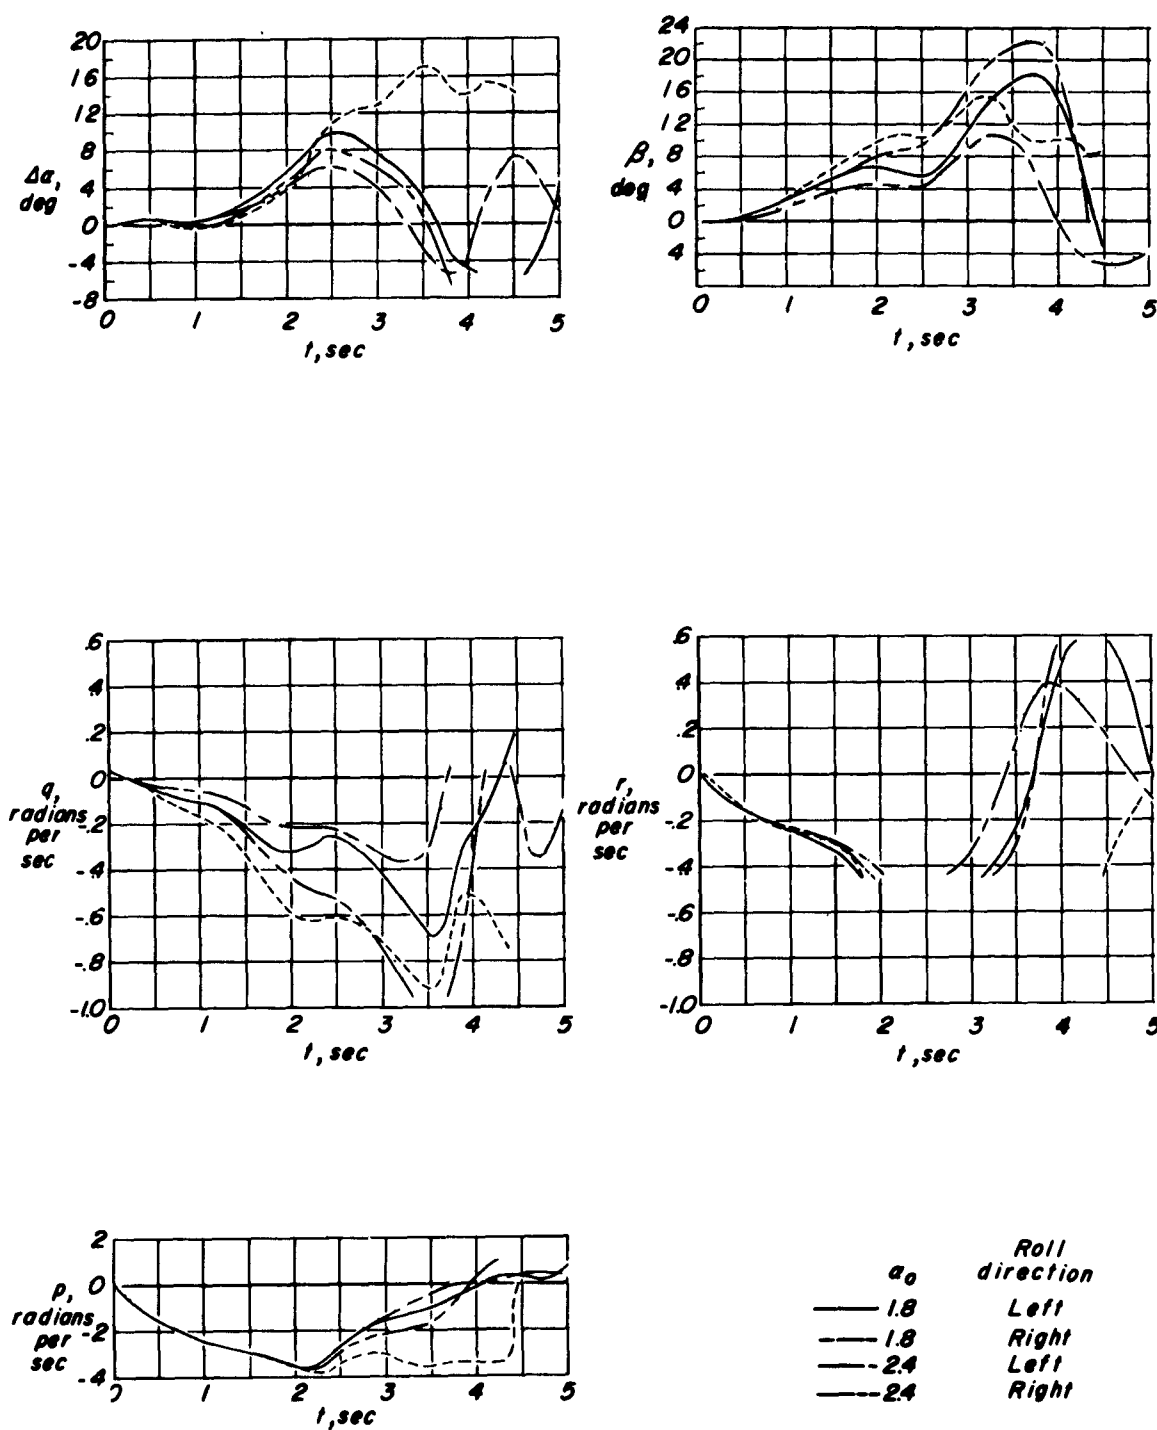 20
16
12
8
4
0
-4
-8
Δα,
deg
0 1 2 3 4 5
t, sec
24
20
16
12
8
4
0
4
β,
deg
0 1 2 3 4 5
t, sec
.6
.4
.2
0
-.2
-.4
-.6
-.8
-1.0
q,
radians
per
sec
0 1 2 3 4 5
t, sec
.6
.4
.2
0
-.2
-.4
-.6
-.8
-1.0
r,
radians
per
sec
0 1 2 3 4 5
t, sec
2
0
-2
-4
p,
radians
per
sec
0 1 2 3 4 5
t, sec
Roll
α₀ direction
1.8 Left
1.8 Right
2.4 Left
2.4 Right